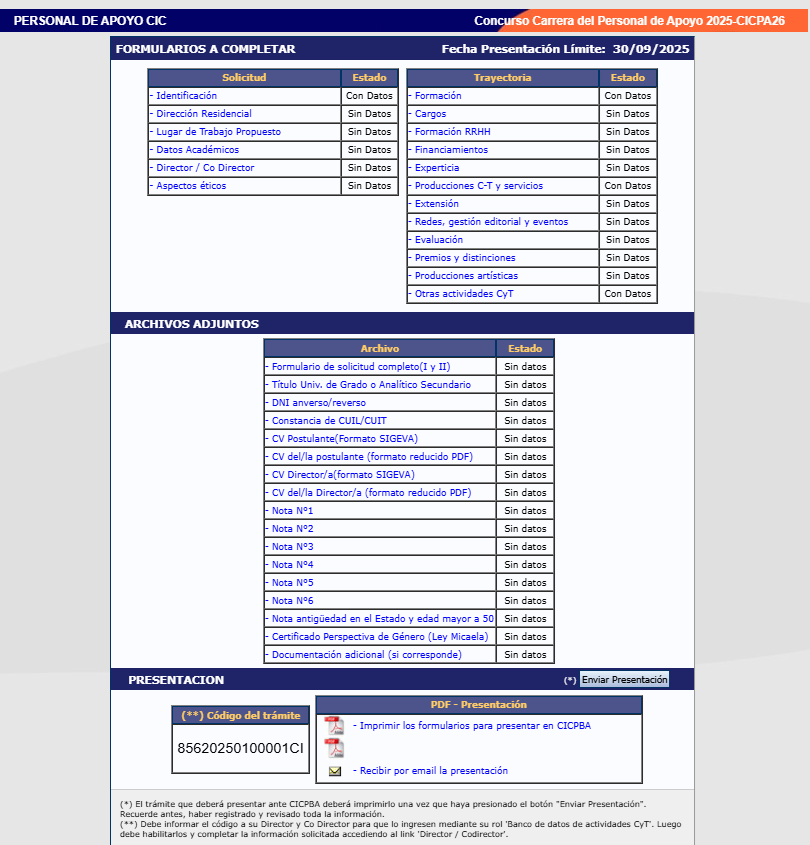 PERSONAL DE APOYO CIC
Concurso Carrera del Personal de Apoyo 2025-CICPA26
FORMULARIOS A COMPLETAR
Fecha Presentación Límite: 30/09/2025
Solicitud Estado
- Identificación Con Datos
- Dirección Residencial Sin Datos
- Lugar de Trabajo Propuesto Sin Datos
- Datos Académicos Sin Datos
- Director / Co Director Sin Datos
- Aspectos éticos Sin Datos
Trayectoria Estado
- Formación Con Datos
- Cargos Sin Datos
- Formación RRHH Sin Datos
- Financiamientos Sin Datos
- Experticia Sin Datos
- Producciones C-T y servicios Con Datos
- Extensión Sin Datos
- Redes, gestión editorial y eventos Sin Datos
- Evaluación Sin Datos
- Premios y distinciones Sin Datos
- Producciones artísticas Sin Datos
- Otras actividades CyT Con Datos
ARCHIVOS ADJUNTOS
Archivo Estado
- Formulario de solicitud completo(I y II) Sin datos
- Título Univ. de Grado o Analítico Secundario Sin datos
- DNI anverso/reverso Sin datos
- Constancia de CUIL/CUIT Sin datos
- CV Postulante(Formato SIGEVA) Sin datos
- CV del/la postulante (formato reducido PDF) Sin datos
- CV Director/a(formato SIGEVA) Sin datos
- CV del/la Director/a (formato reducido PDF) Sin datos
- Nota Nº1 Sin datos
- Nota Nº2 Sin datos
- Nota Nº3 Sin datos
- Nota Nº4 Sin datos
- Nota Nº5 Sin datos
- Nota Nº6 Sin datos
- Nota antigüedad en el Estado y edad mayor a 50 Sin datos
- Certificado Perspectiva de Género (Ley Micaela) Sin datos
- Documentación adicional (si corresponde) Sin datos
PRESENTACION
(*) Enviar Presentación
(**) Código del trámite
85620250100001CI
PDF - Presentación
- Imprimir los formularios para presentar en CICPBA
- Recibir por email la presentación
(*) El trámite que deberá presentar ante CICPBA deberá imprimirlo una vez que haya presionado el botón "Enviar Presentación".
Recuerde antes, haber registrado y revisado toda la información.
(**) Debe informar el código a su Director y Co Director para que lo ingresen mediante su rol 'Banco de datos de actividades CyT'. Luego
debe habilitarlos y completar la información solicitada accediendo al link 'Director / Codirector'.